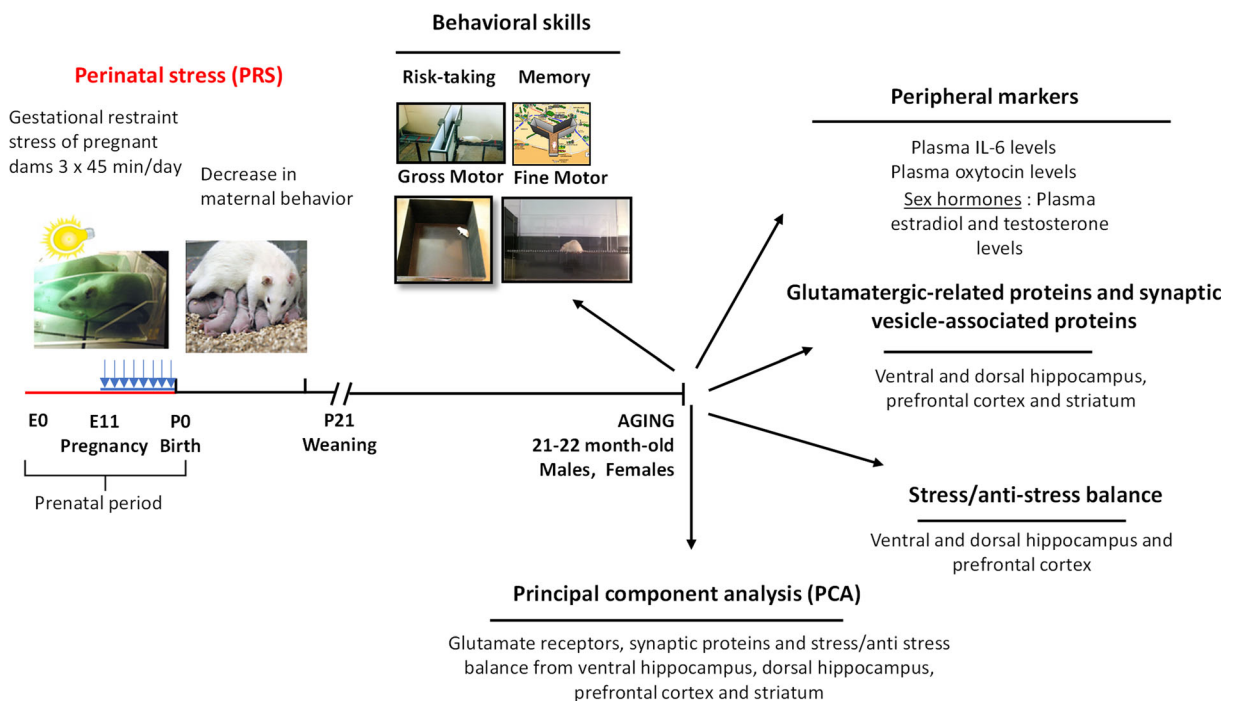 Behavioral skills
Perinatal stress (PRS)
Gestational restraint
stress of pregnant
dams 3 x 45 min/day
Decrease in
maternal behavior
Risk-taking
Memory
Gross Motor
Fine Motor
Peripheral markers
Plasma IL-6 levels
Plasma oxytocin levels
Sex hormones : Plasma
estradiol and testosterone
levels
Glutamatergic-related proteins and synaptic
vesicle-associated proteins
Ventral and dorsal hippocampus,
prefrontal cortex and striatum
E0
E11
Pregnancy
P0
Birth
Prenatal period
P21
Weaning
AGING
21-22 month-old
Males, Females
Stress/anti-stress balance
Ventral and dorsal hippocampus and
prefrontal cortex
Principal component analysis (PCA)
Glutamate receptors, synaptic proteins and stress/anti stress
balance from ventral hippocampus, dorsal hippocampus,
prefrontal cortex and striatum